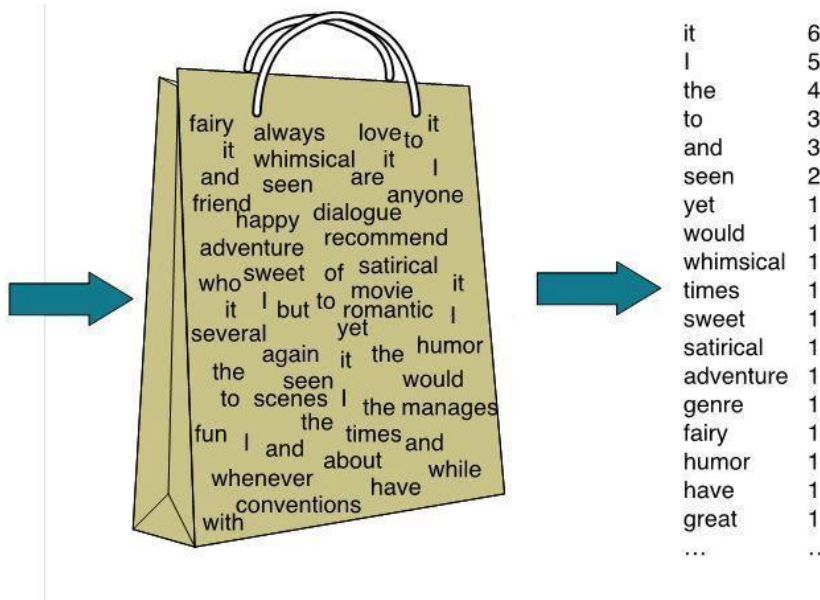 fairy always love to it
it whimsical it I
and seen are
friend anyone
happy dialogue
adventure recommend
who sweet of satirical
it I but to movie it
romantic I
several yet
again it the humor
the seen would
to scenes I the manages
fun the times and
I and about while
whenever have
conventions
with
it 6
I 5
the 4
to 3
and 3
seen 2
yet 1
would 1
whimsical 1
times 1
sweet 1
satirical 1
adventure 1
genre 1
fairy 1
humor 1
have 1
great 1
… ..